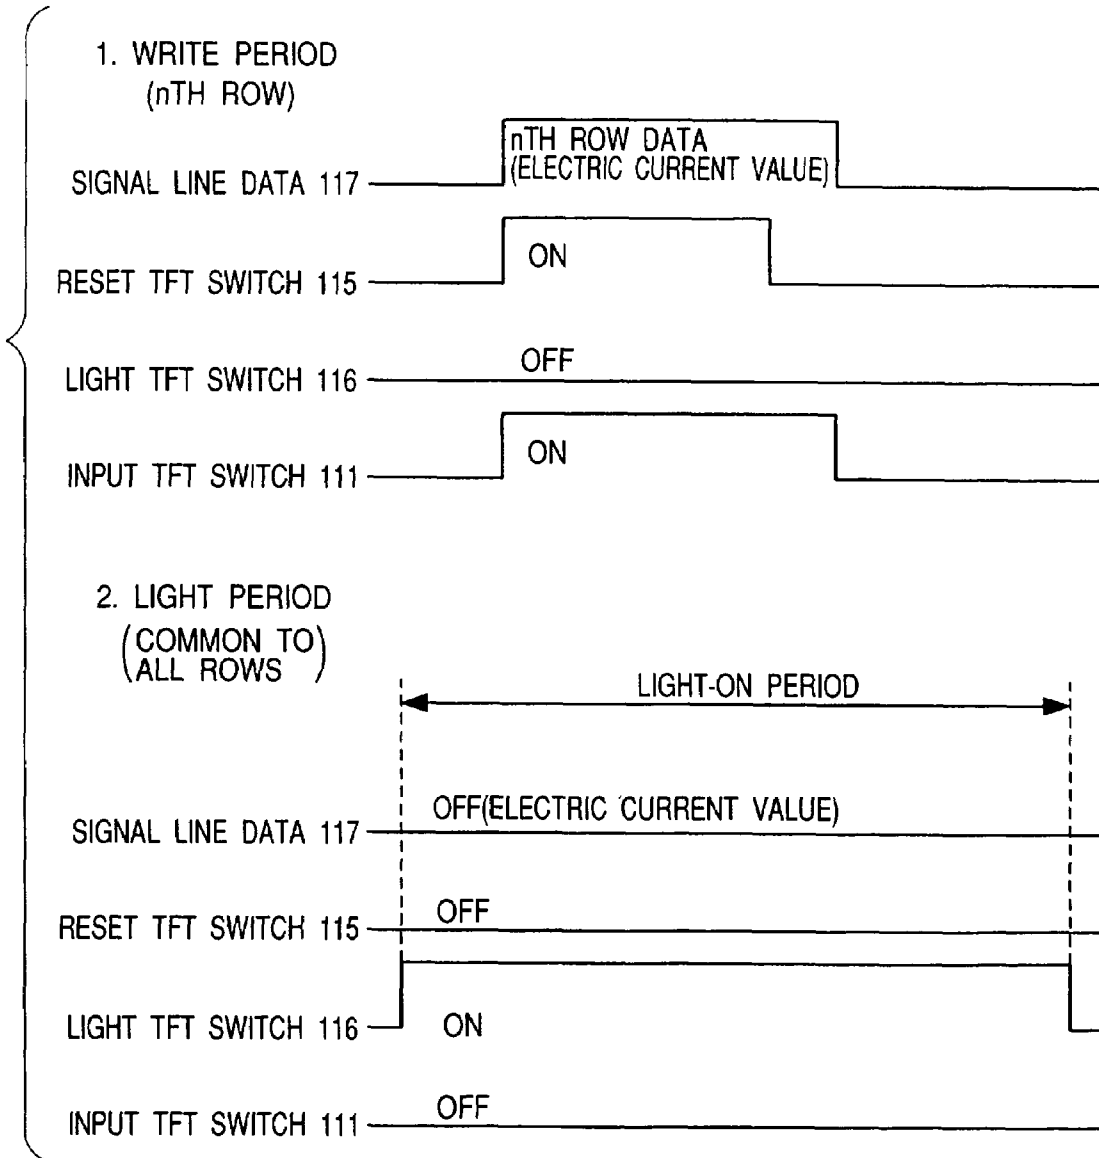 1. WRITE PERIOD
(nTH ROW)
nTH ROW DATA
(ELECTRIC CURRENT VALUE)
SIGNAL LINE DATA 117
ON
RESET TFT SWITCH 115
OFF
LIGHT TFT SWITCH 116
ON
INPUT TFT SWITCH 111
2. LIGHT PERIOD
(COMMON TO
ALL ROWS)
LIGHT-ON PERIOD
OFF(ELECTRIC CURRENT VALUE)
SIGNAL LINE DATA 117
OFF
RESET TFT SWITCH 115
LIGHT TFT SWITCH 116
ON
OFF
INPUT TFT SWITCH 111